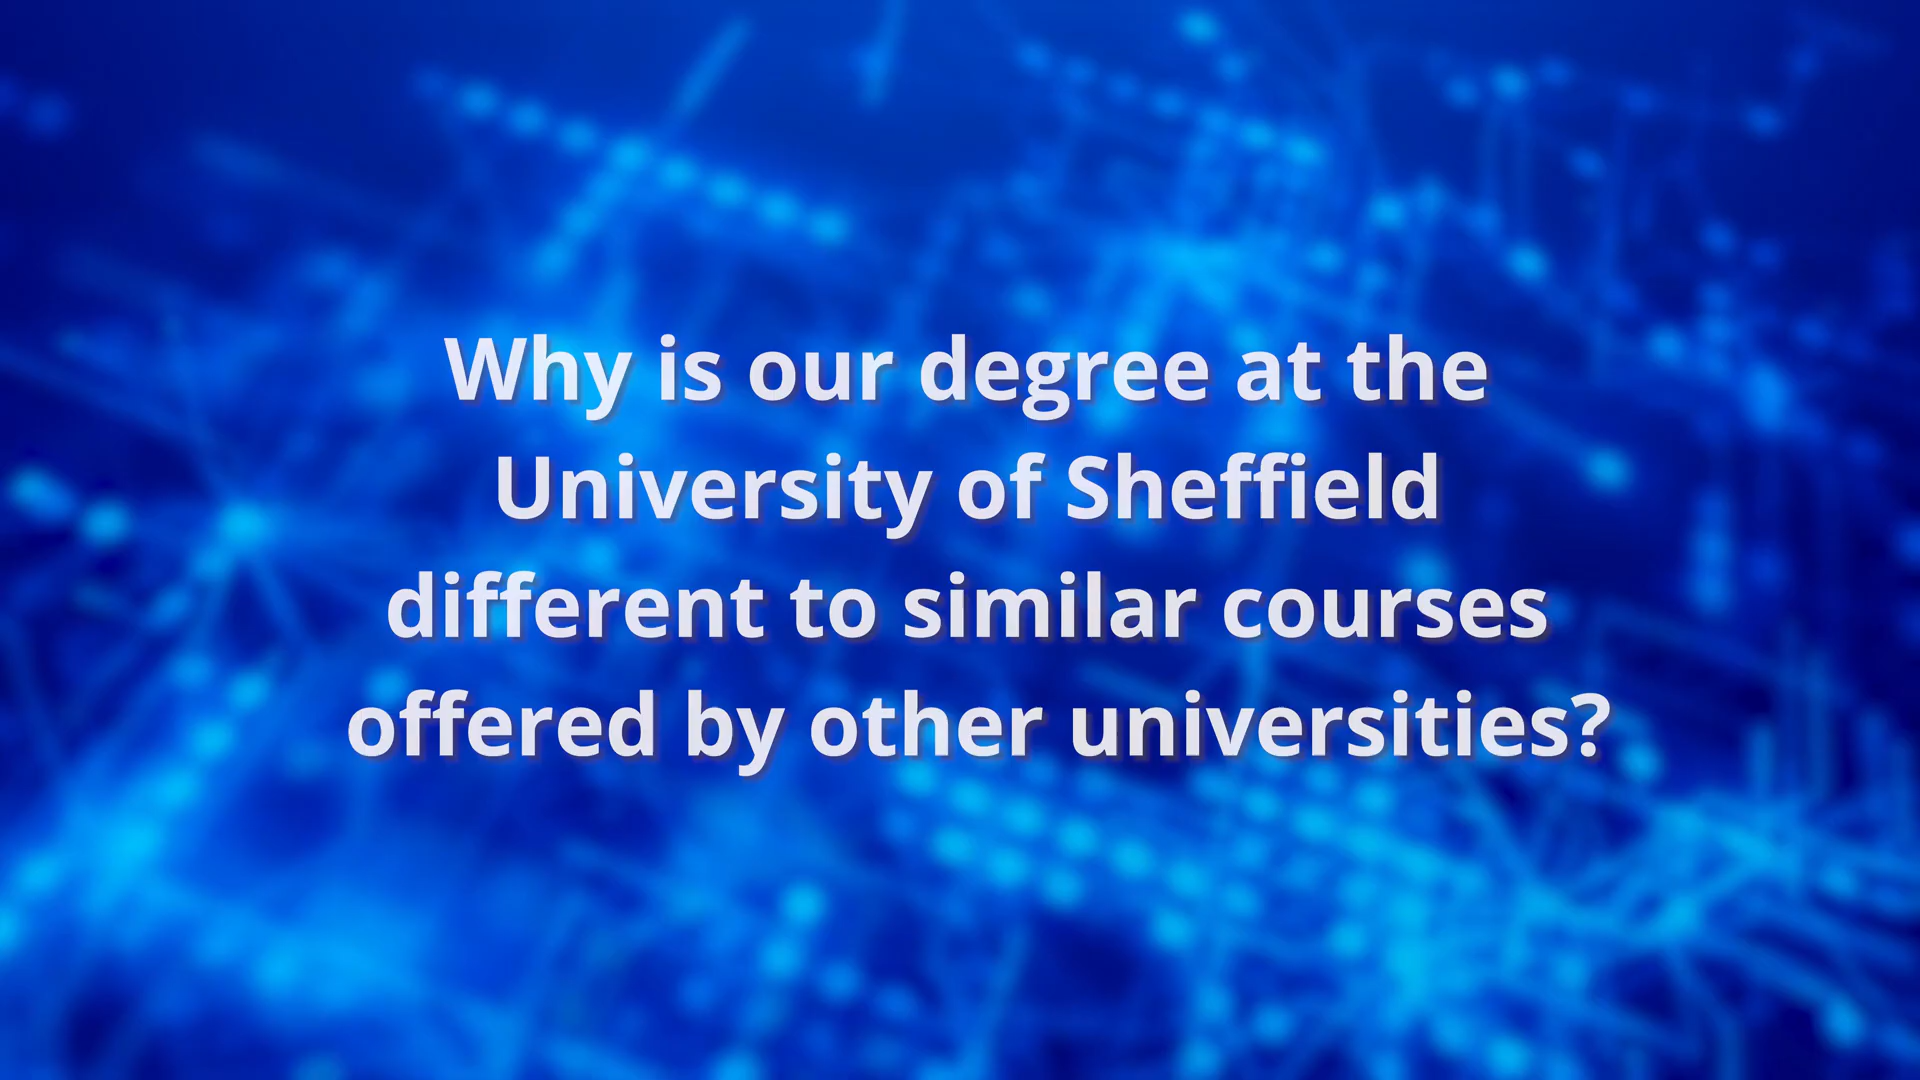 Why is our degree at the
University of Sheffield
different to similar courses
offered by other universities?